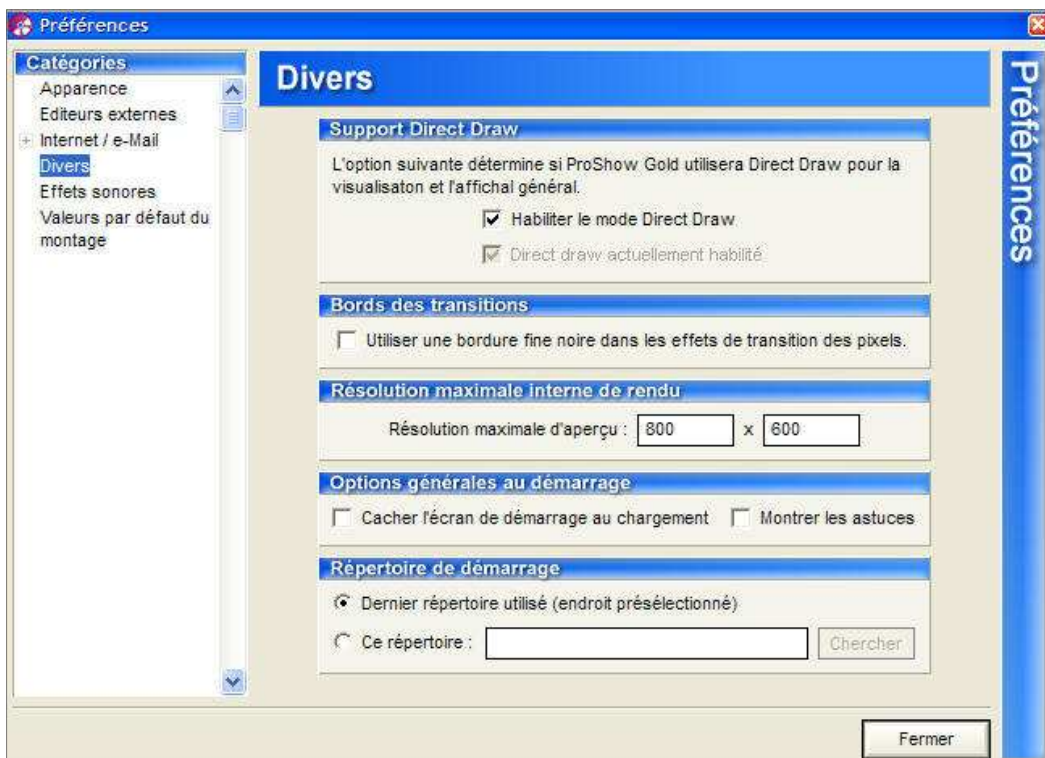 Préférences
Catégories
Apparence
Editeurs externes
Internet / e-Mail
Divers
Effets sonores
Valeurs par défaut du
montage
Divers
Support Direct Draw
L'option suivante détermine si ProShow Gold utilisera Direct Draw pour la
visualisaton et l'affichal général.
Habiliter le mode Direct Draw
Direct draw actuellement habilité
Bords des transitions
Utiliser une bordure fine noire dans les effets de transition des pixels.
Résolution maximale interne de rendu
Résolution maximale d'aperçu : 800 x 600
Options générales au démarrage
Cacher l'écran de démarrage au chargement Montrer les astuces
Répertoire de démarrage
Dernier répertoire utilisé (endroit présélectionné)
Ce répertoire : Chercher
Fermer
Préférences